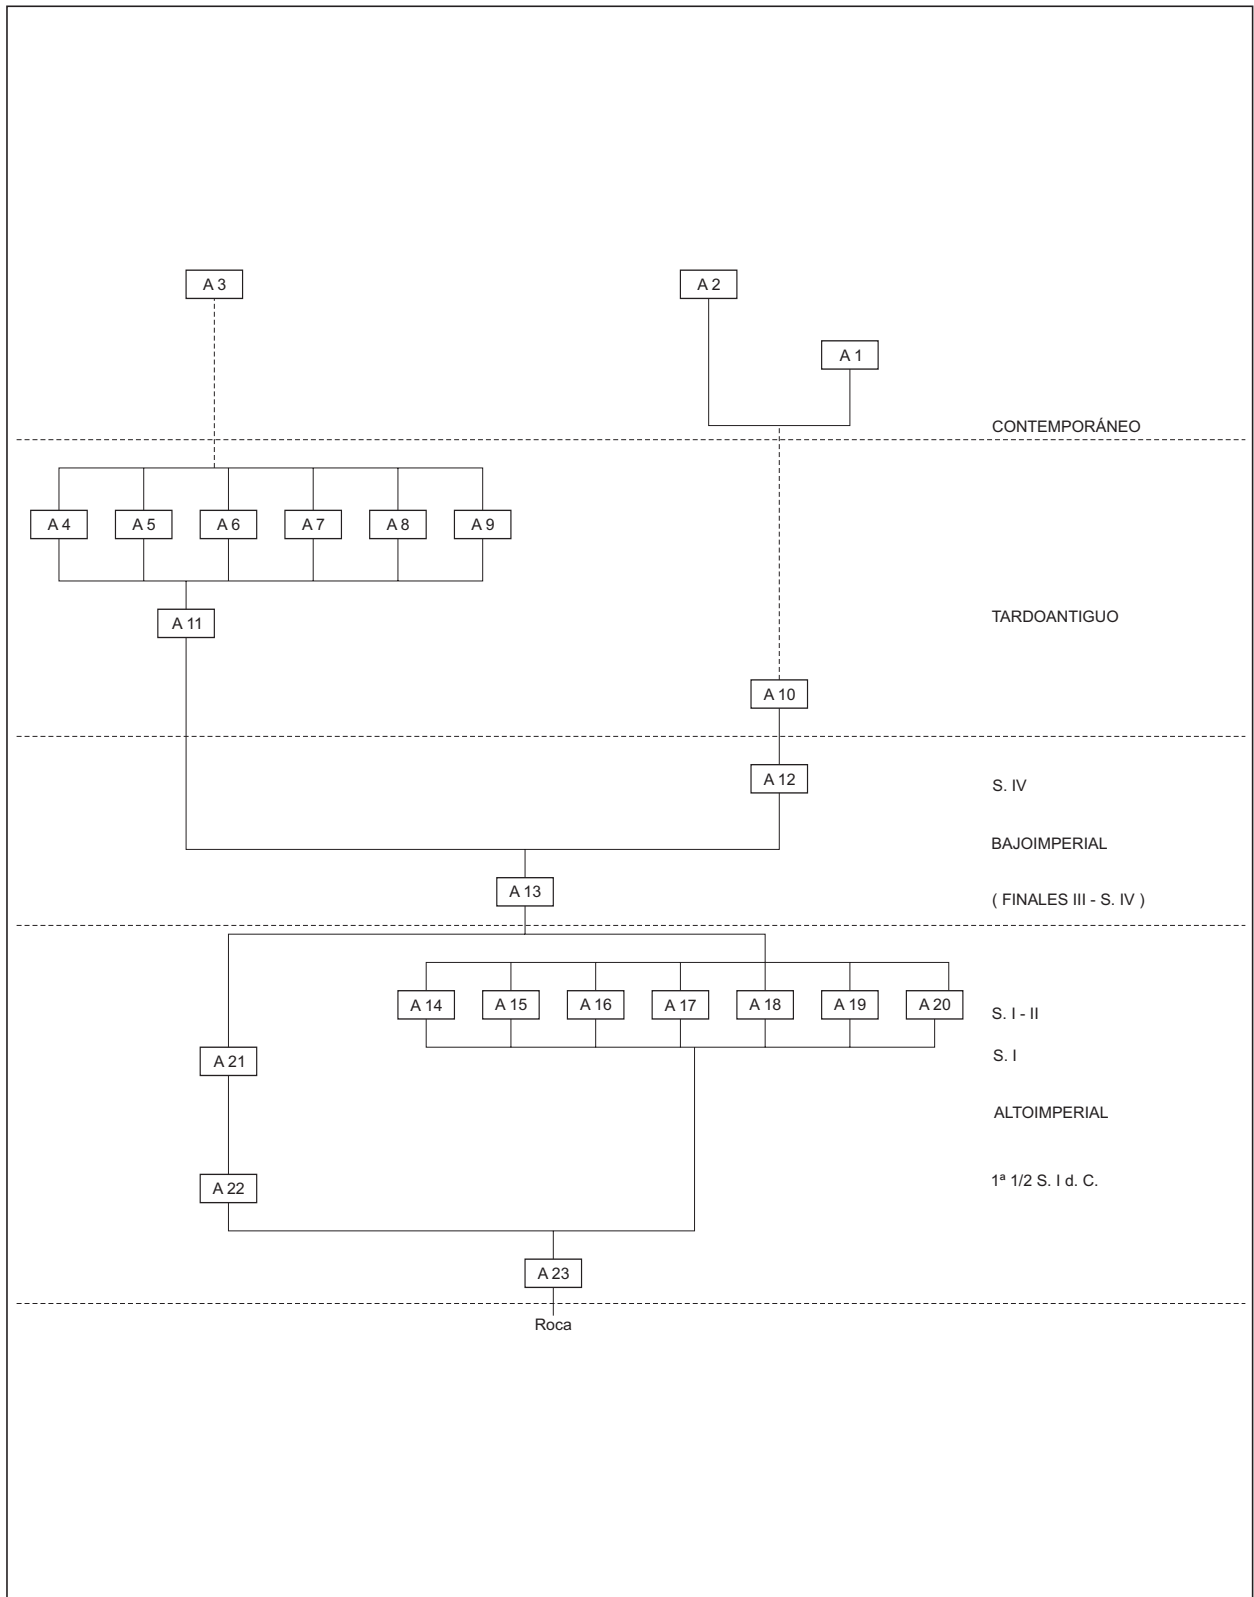 A 3
A 2
A 1
CONTEMPORÁNEO
A 4 A 5 A 6 A 7 A 8 A 9
A 11
TARDOANTIGUO
A 10
A 12
S. IV
BAJOIMPERIAL
A 13
( FINALES III - S. IV )
A 14 A 15 A 16 A 17 A 18 A 19 A 20
S. I - II
A 21
S. I
ALTOIMPERIAL
A 22
1ª 1/2 S. I d. C.
A 23
Roca